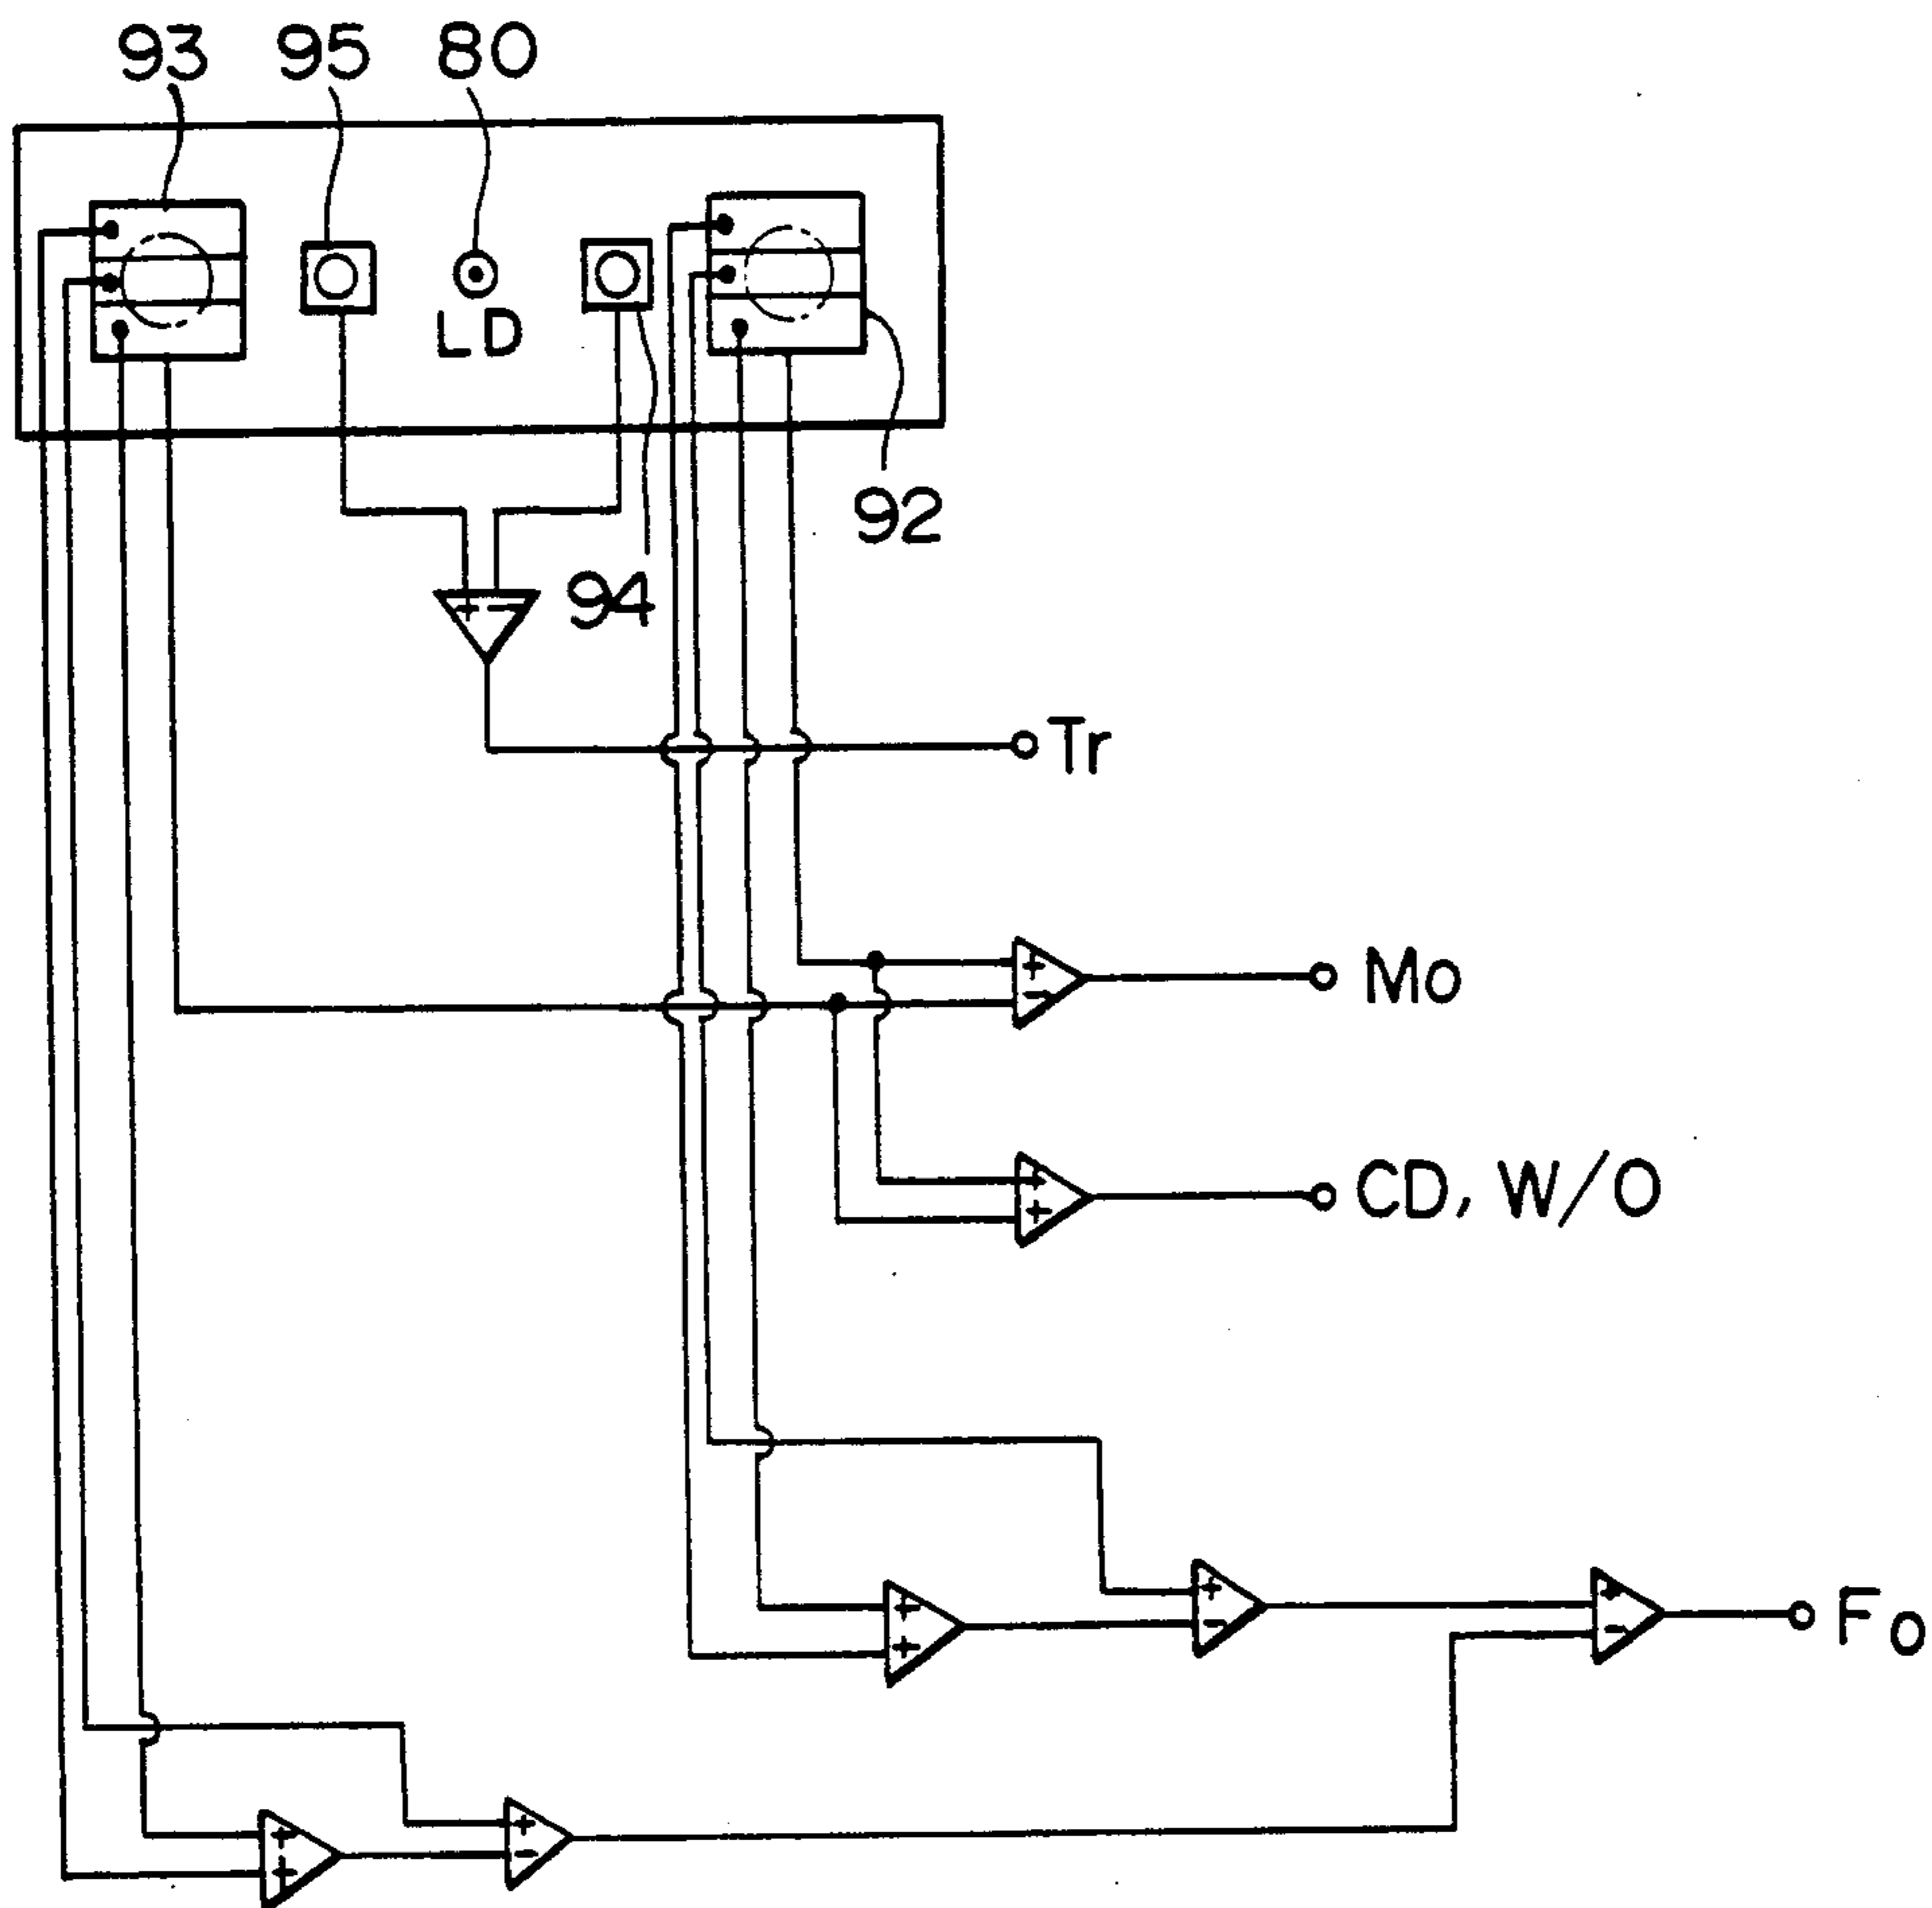 93 95 80
LD
92
94
+ −
Tr
+
−
Mo
+
+
CD, W/O
+
+
+
−
+
−
Fo
+
+
+
−